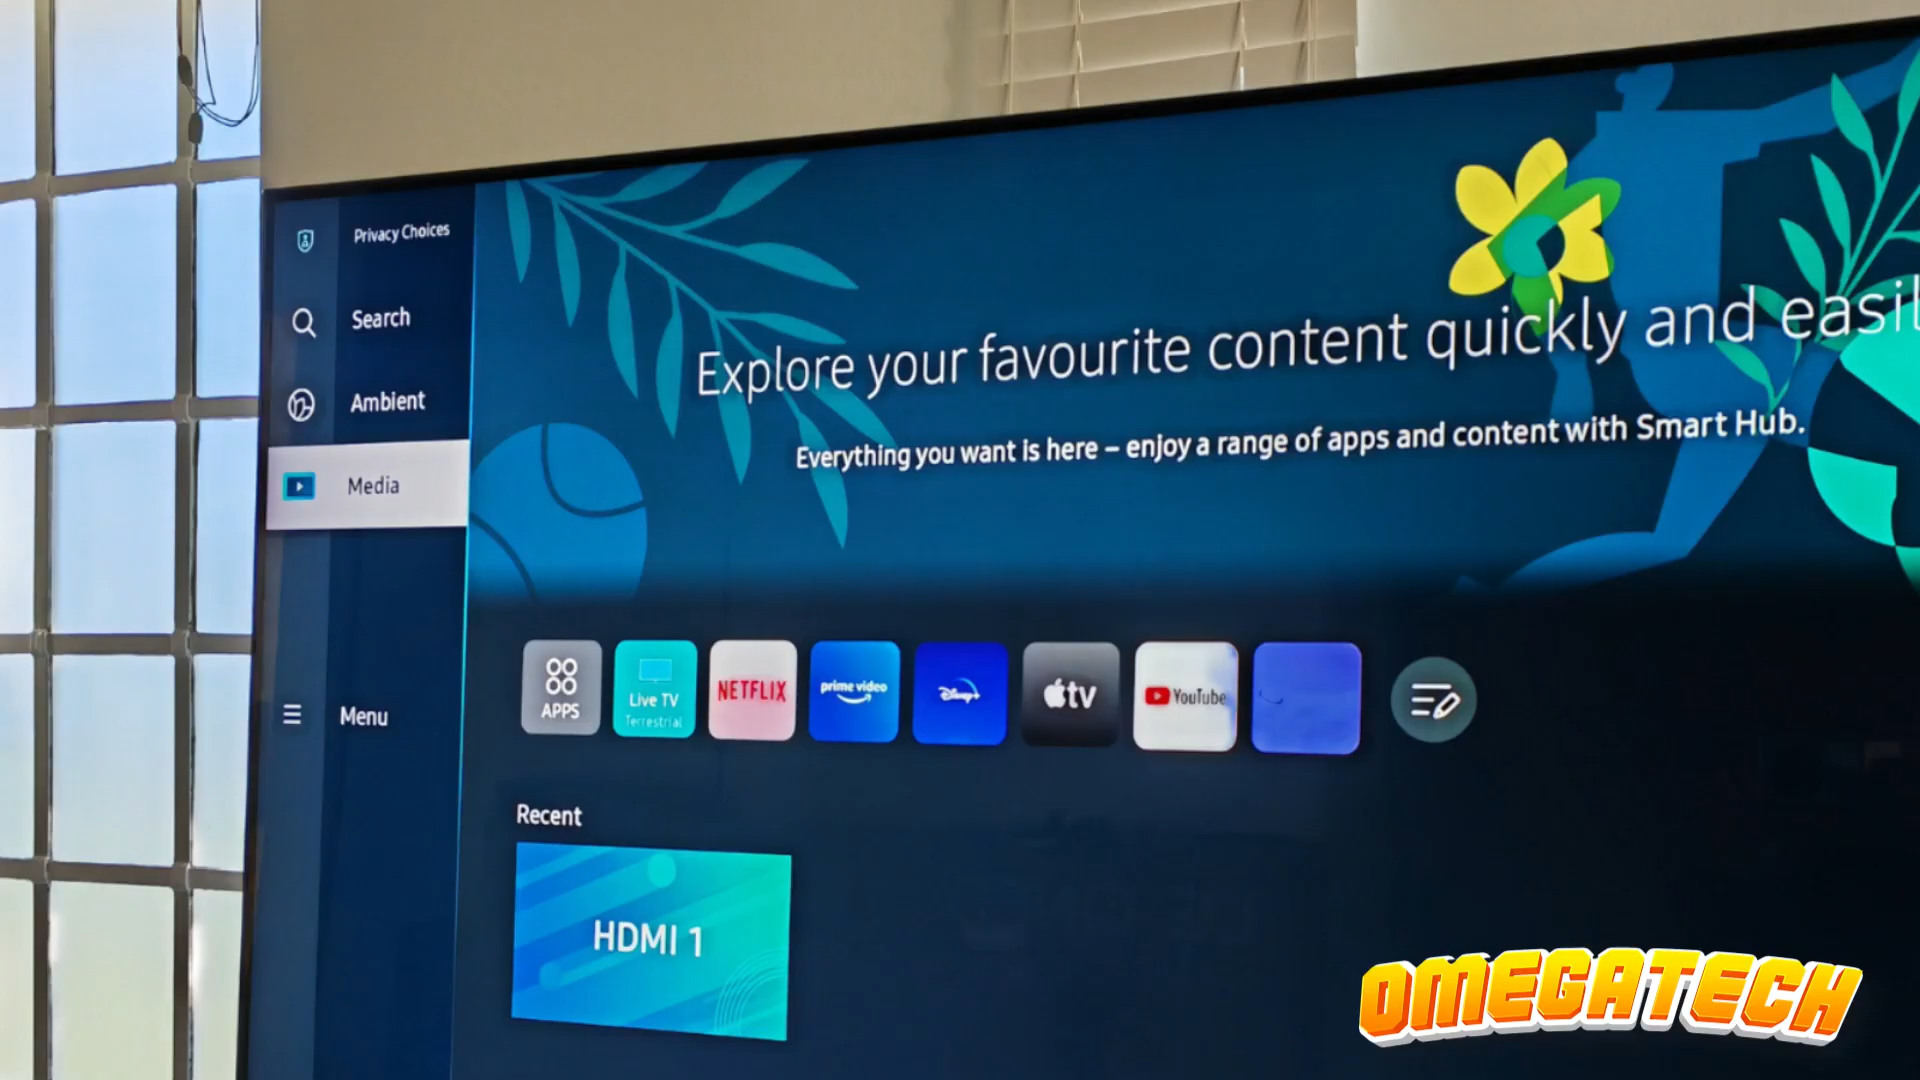 Privacy Choices
Search
Ambient
Media
Menu
Explore your favourite content quickly and easil
Everything you want is here – enjoy a range of apps and content with Smart Hub.
APPS
Live TV
Terrestrial
NETFLIX
prime video
Disney+
tv
YouTube
Recent
HDMI 1
OMEGATECH